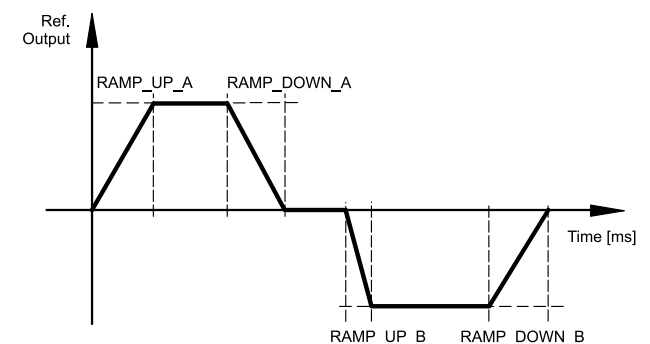 Ref.
Output
RAMP_UP_A
RAMP_DOWN_A
Time [ms]
RAMP_UP_B
RAMP_DOWN_B